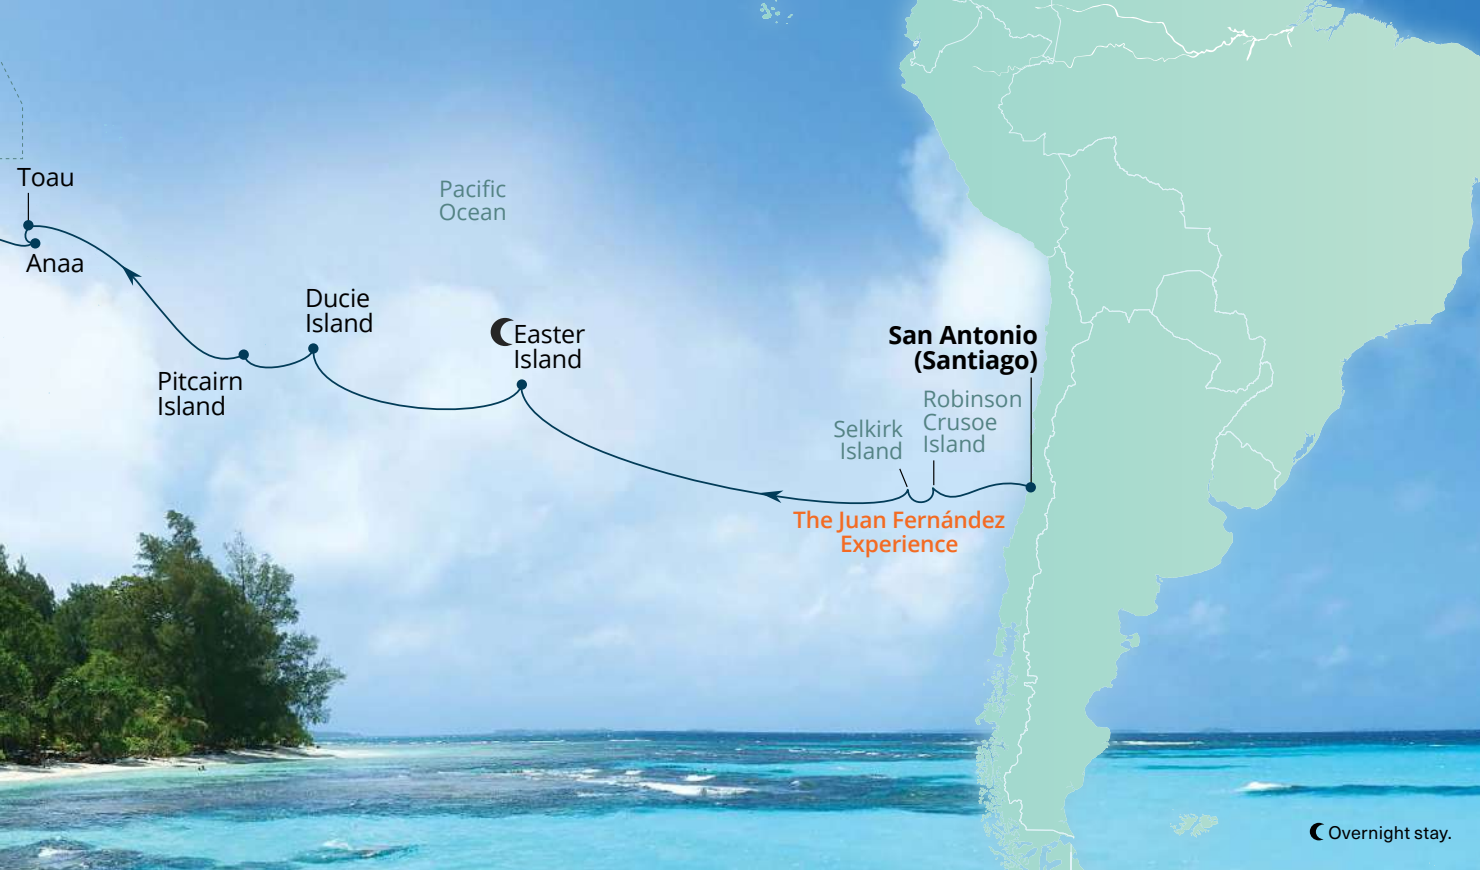 Toau
Anaa
Pacific
Ocean
Ducie
Island
Pitcairn
Island
Easter
Island
San Antonio
(Santiago)
Robinson
Crusoe
Island
Selkirk
Island
The Juan Fernández
Experience
Overnight stay.